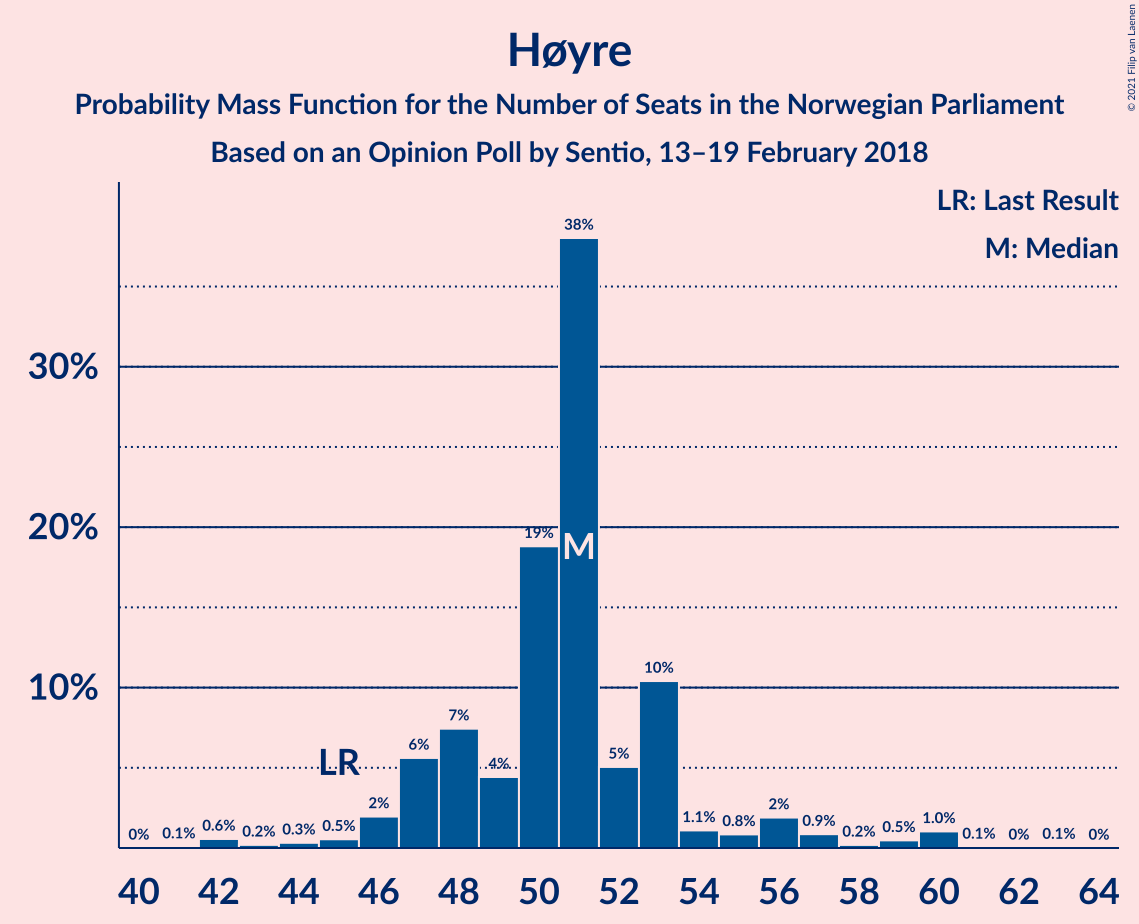 Høyre
Probability Mass Function for the Number of Seats in the Norwegian Parliament
Based on an Opinion Poll by Sentio, 13–19 February 2018
© 2021 Filip van Laenen
LR: Last Result
M: Median
38%
30%
20%
19%
M
10%
10%
7%
6%
LR
4%
5%
2%
0% 0.1% 0.6% 0.2% 0.3% 0.5% 1.1% 0.8% 2% 0.9% 0.2% 0.5% 1.0% 0.1% 0% 0.1% 0%
40 42 44 46 48 50 52 54 56 58 60 62 64